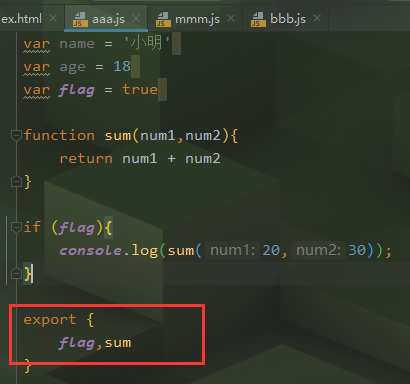 ex.html aaa.js mmm.js bbb.js
var name = '小明'
var age = 18
var flag = true
function sum(num1,num2){
return num1 + num2
}
if (flag){
console.log(sum( num1: 20, num2: 30));
}
export {
flag,sum
}